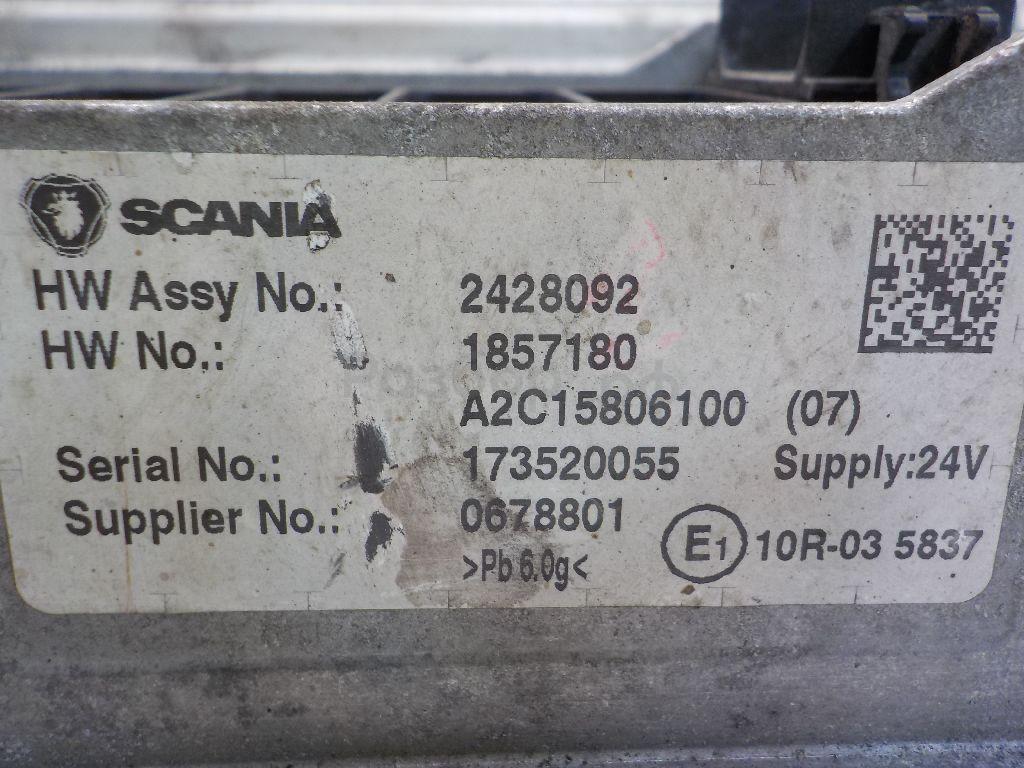 SCANIA
HW Assy No.: 2428092
HW No.: 1857180
A2C15806100 (07)
Serial No.: 173520055 Supply:24V
Supplier No.: 0678801
>Pb 6.0g< E1 10R-03 5837